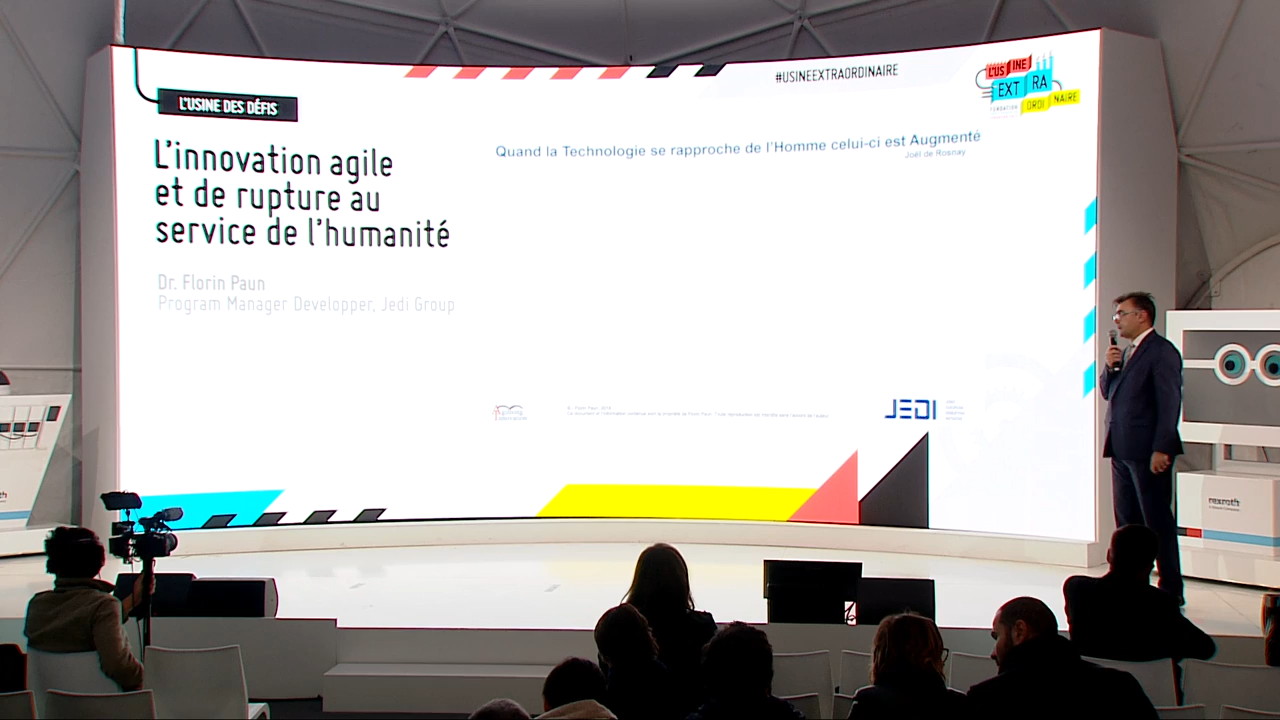 #USINEEXTRAORDINAIRE
L'USINE
EXTRA
FONDATION
ORDINAIRE
L'USINE DES DÉFIS
L'innovation agile
et de rupture au
service de l'humanité
Dr. Florin Paun
Program Manager Developper, Jedi Group
Quand la Technologie se rapproche de l'Homme celui-ci est Augmenté
Joël de Rosnay
JEDI
rexroth